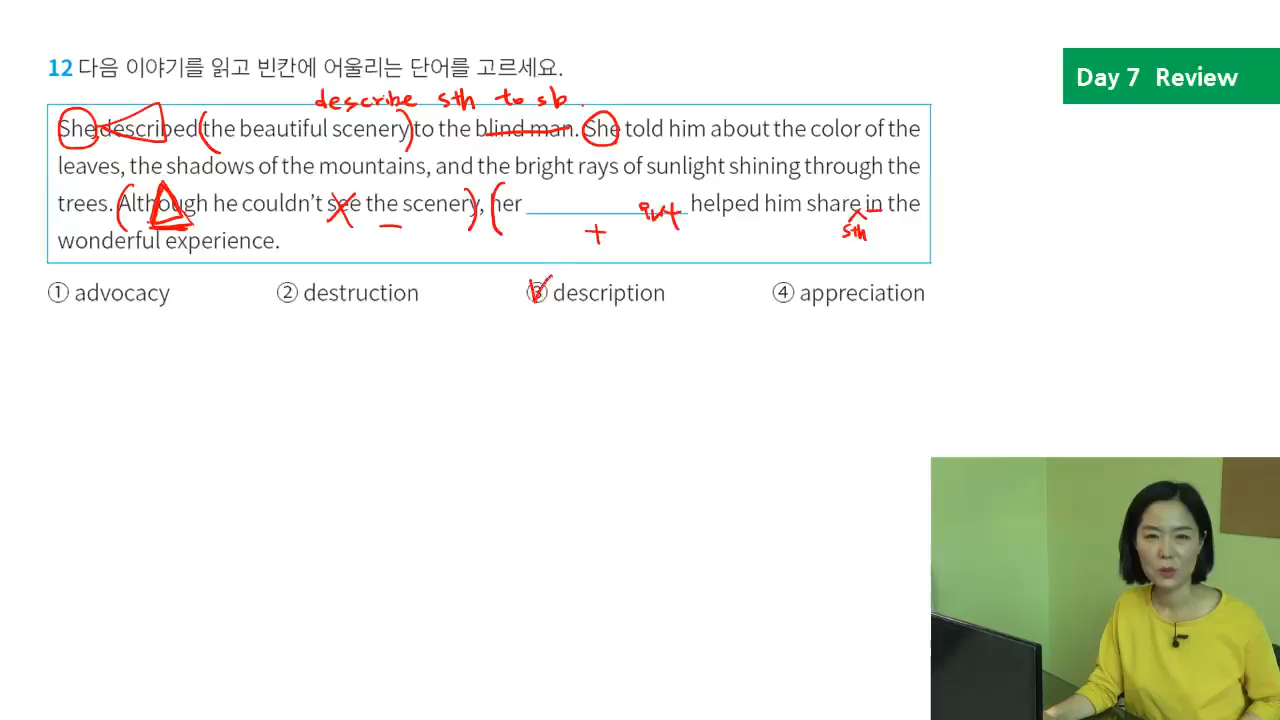 12 다음 이야기를 읽고 빈칸에 어울리는 단어를 고르세요.
Day 7 Review
describe sth to sb.
She described the beautiful scenery to the blind man. She told him about the color of the
leaves, the shadows of the mountains, and the bright rays of sunlight shining through the
trees. Although he couldn't see the scenery, her ____________ helped him share in the
sth
wonderful experience.
① advocacy ② destruction ③ description ④ appreciation